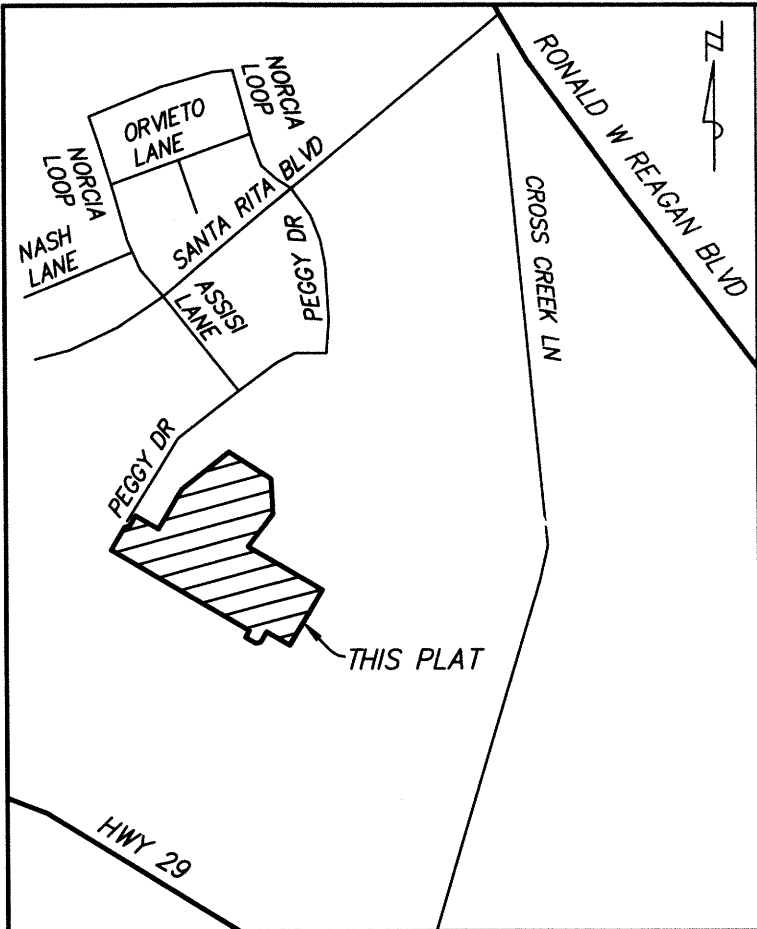 N
RONALD W REAGAN BLVD
NORCIA
LOOP
ORVIETO
LANE
NORCIA
LOOP
SANTA RITA BLVD
NASH
LANE
PEGGY DR
CROSS CREEK LN
ASSISI
LANE
PEGGY DR
THIS PLAT
HWY 29